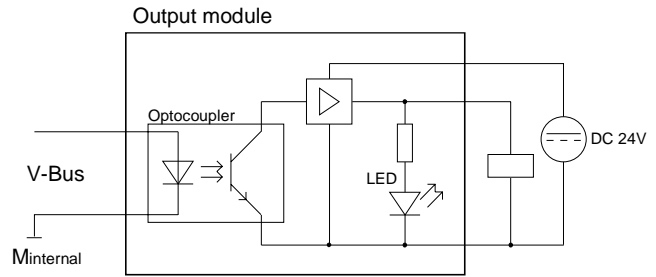 Output module
Optocoupler
DC 24V
V-Bus
LED
Minternal